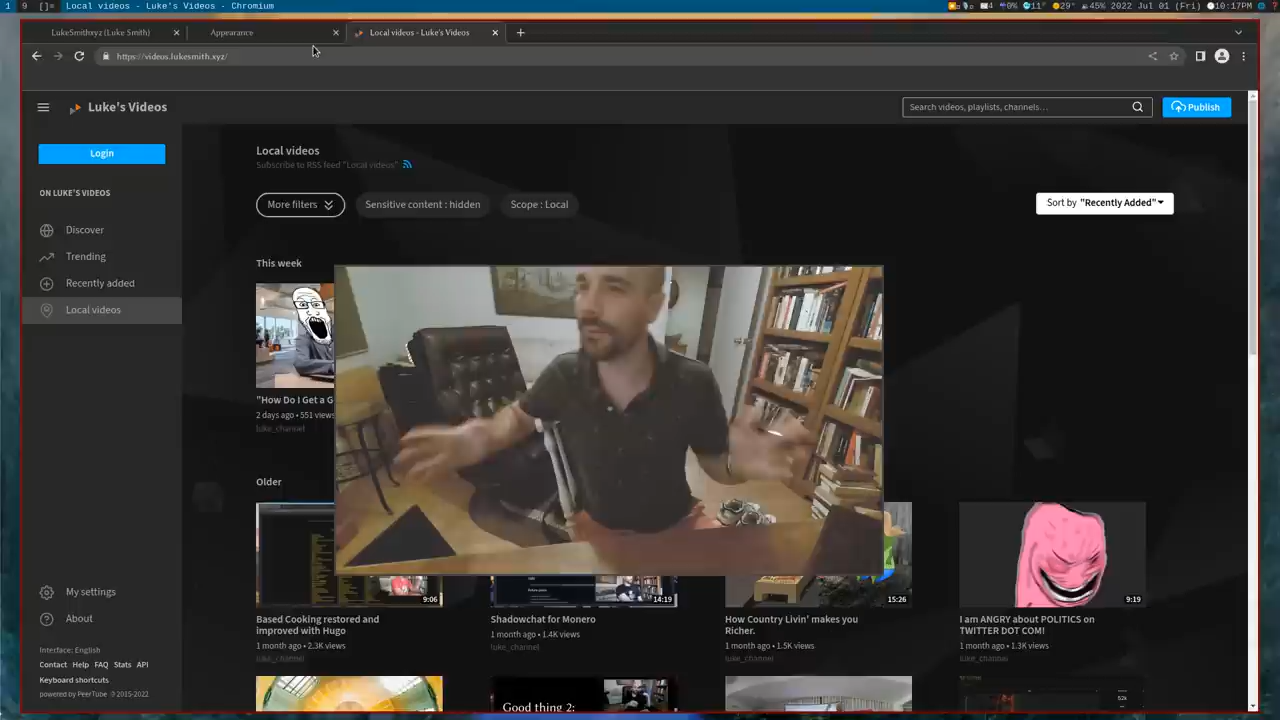 1 9 []= Local videos - Luke's Videos - Chromium 4 0% 11° 29° 45% 2022 Jul 01 (Fri) 10:17PM
LukeSmithxyz (Luke Smith) Appearance Local videos - Luke's Videos
https://videos.lukesmith.xyz/
Luke's Videos Search videos, playlists, channels… Publish
Login
ON LUKE'S VIDEOS
Discover
Trending
Recently added
Local videos
My settings
About
Interface: English
Contact Help FAQ Stats API
Keyboard shortcuts
powered by PeerTube © 2015-2022
Local videos
Subscribe to RSS feed "Local videos"
More filters Sensitive content : hidden Scope : Local Sort by "Recently Added"
This week
"How Do I Get a G
2 days ago • 551 views
luke_channel
Older
9:06 14:19 15:26 9:19
Based Cooking restored and
improved with Hugo
1 month ago • 2.3K views
luke_channel
Shadowchat for Monero
1 month ago • 1.4K views
luke_channel
How Country Livin' makes you
Richer.
1 month ago • 1.5K views
luke_channel
I am ANGRY about POLITICS on
TWITTER DOT COM!
1 month ago • 1.3K views
luke_channel
Good thing 2: